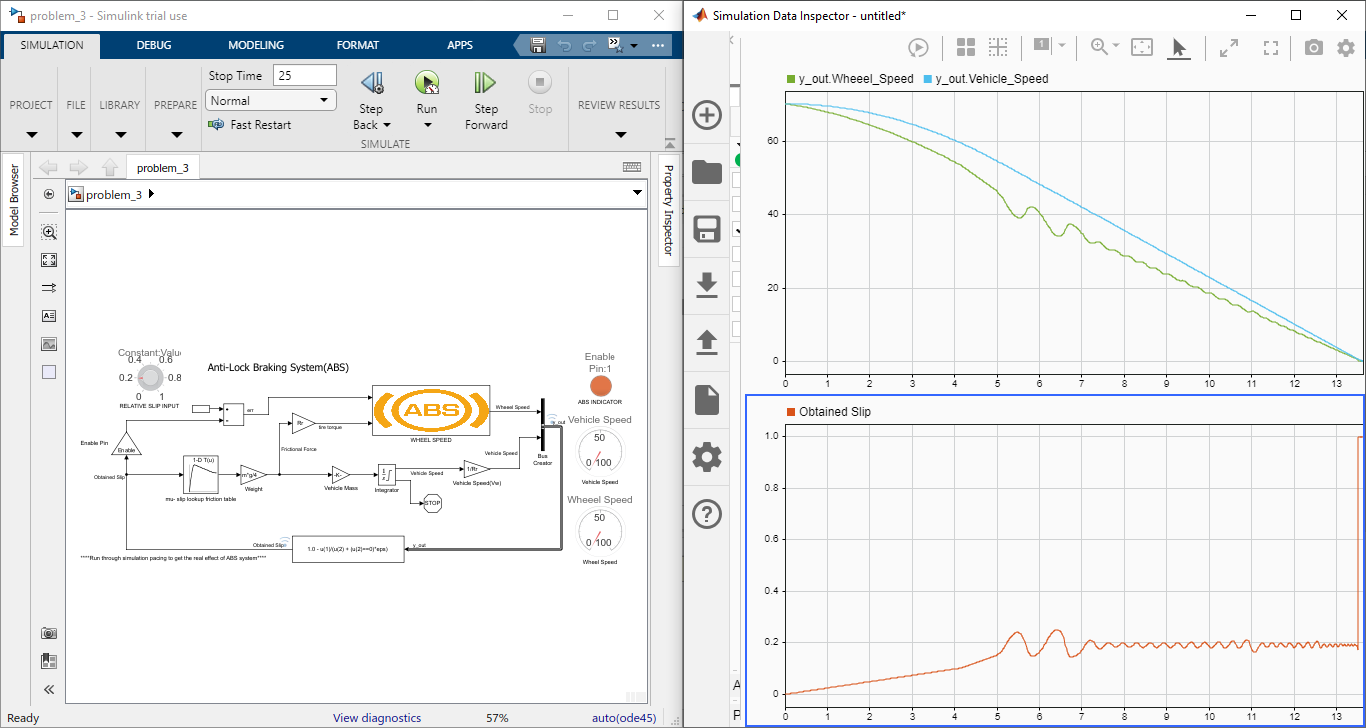 problem_3 - Simulink trial use
SIMULATION DEBUG MODELING FORMAT APPS
Stop Time 25
Normal
Fast Restart
PROJECT FILE LIBRARY PREPARE
Step Back
Run
Step Forward
Stop
REVIEW RESULTS
SIMULATE
Model Browser
problem_3
problem_3
Property Inspector
Constant:Valu
0.4 0.6
0.2 0.8
0 1
RELATIVE SLIP INPUT
Anti-Lock Braking System(ABS)
Enable
Pin:1
ABS INDICATOR
err
Rr
tire torque
ABS
WHEEL SPEED
Wheeel Speed
y_out
Vehicle Speed
50
0 100
Vehicle Speed
Enable Pin
Enable
Frictional Force
Vehicle Speed
Bus
Creator
Obtained Slip
1-D T(u)
mu- slip lookup friction table
m*g/4
Weight
-K-
Vehicle Mass
Integrator
Vehicle Speed
1/Rr
Vehicle Speed(Vw)
STOP
Wheeel Speed
50
0 100
Wheel Speed
Obtained Slip
1.0 - u(1)/(u(2) + (u(2)==0)*eps)
y_out
****Run through simulation pacing to get the real effect of ABS system****
Ready View diagnostics 57% auto(ode45)
Simulation Data Inspector - untitled*
1
y_out.Wheeel_Speed y_out.Vehicle_Speed
60
40
20
0
0 1 2 3 4 5 6 7 8 9 10 11 12 13
Obtained Slip
1.0
0.8
0.6
0.4
0.2
0
0 1 2 3 4 5 6 7 8 9 10 11 12 13